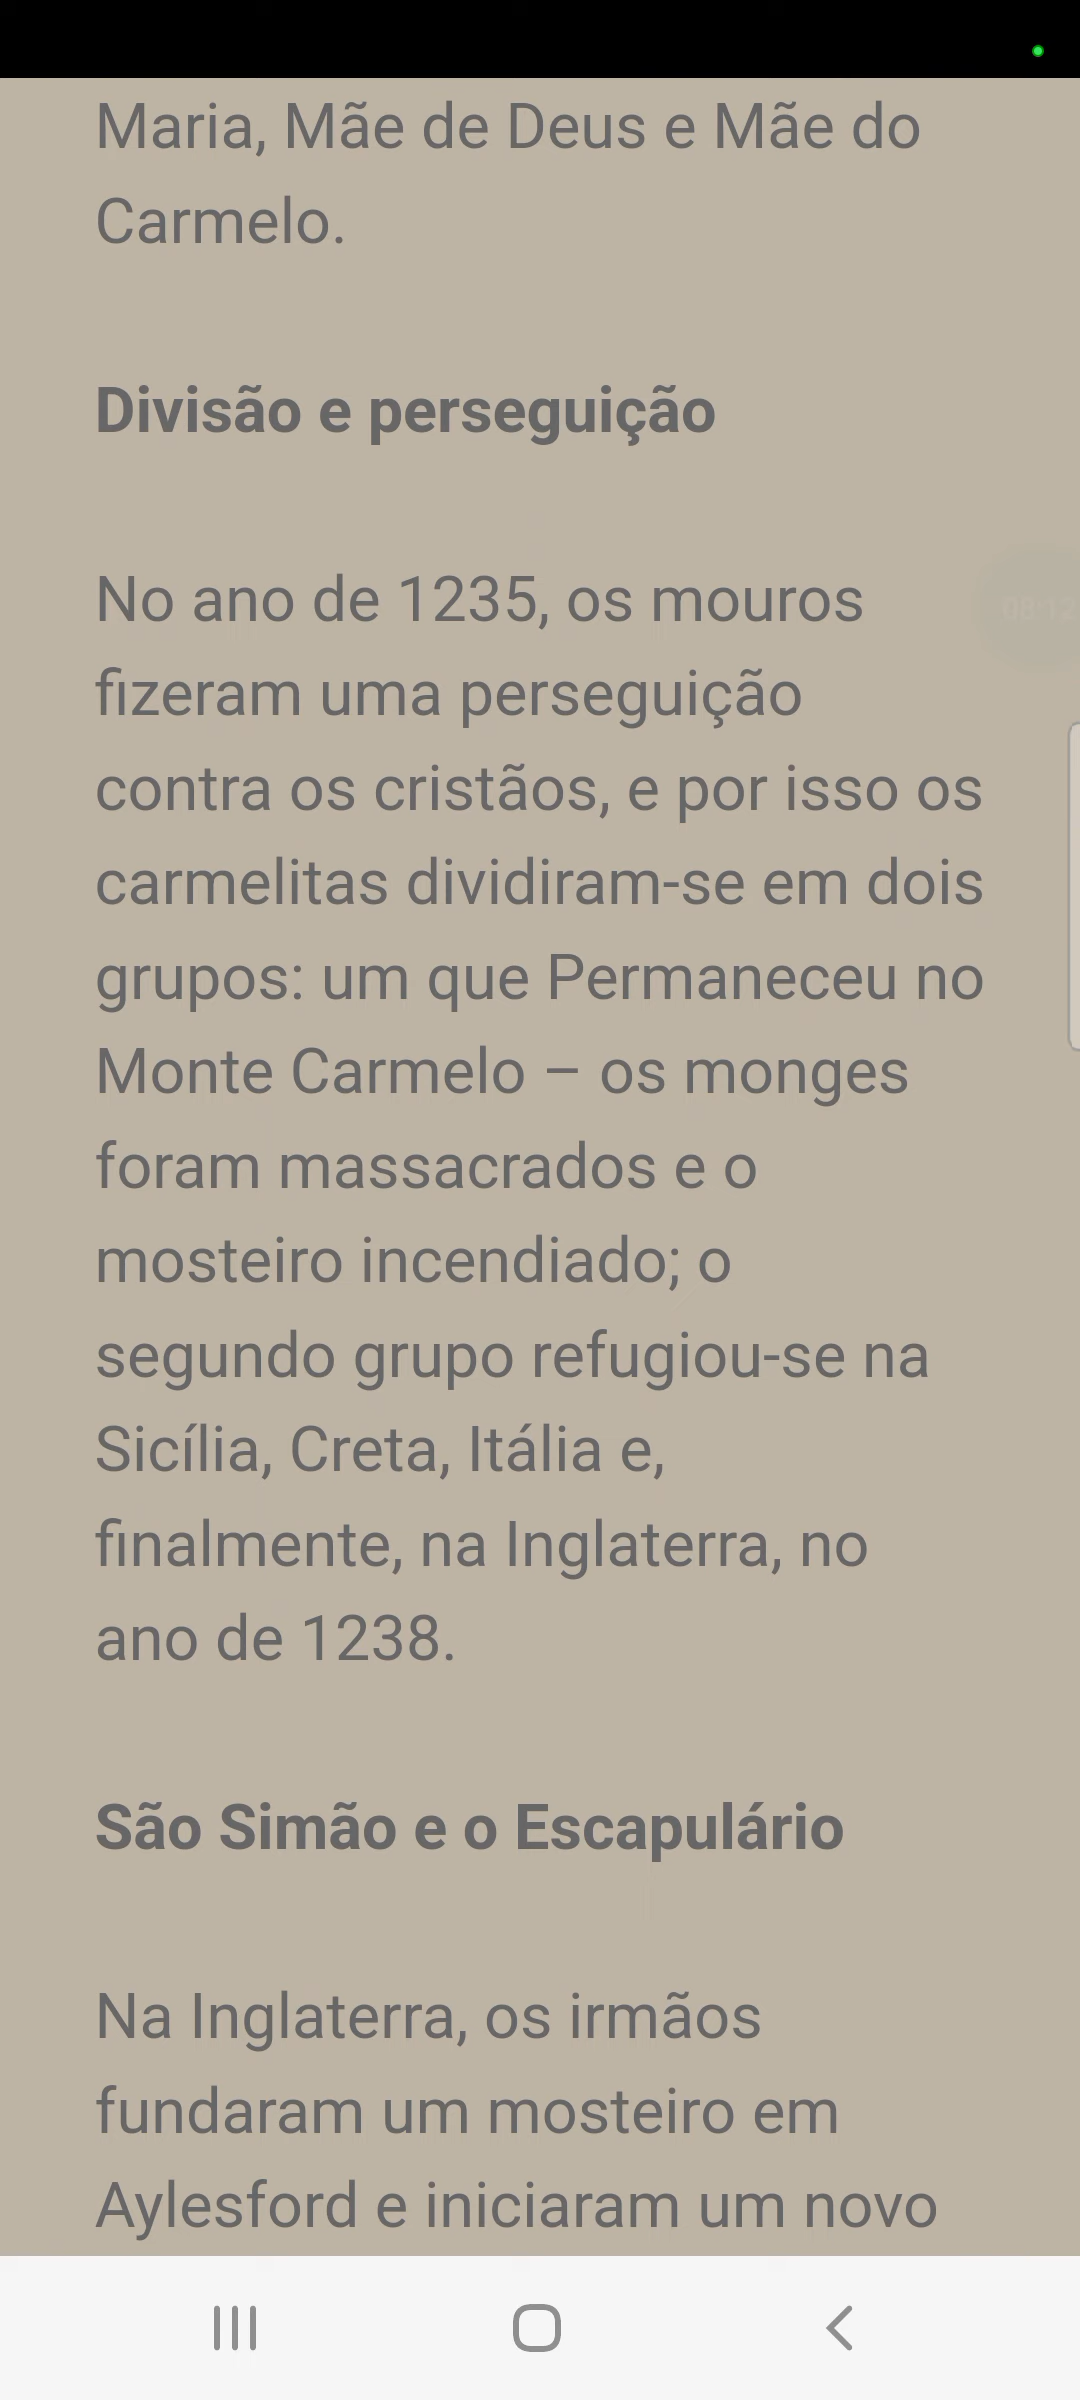 Maria, Mãe de Deus e Mãe do
Carmelo.
Divisão e perseguição
No ano de 1235, os mouros
fizeram uma perseguição
contra os cristãos, e por isso os
carmelitas dividiram-se em dois
grupos: um que Permaneceu no
Monte Carmelo – os monges
foram massacrados e o
mosteiro incendiado; o
segundo grupo refugiou-se na
Sicília, Creta, Itália e,
finalmente, na Inglaterra, no
ano de 1238.
São Simão e o Escapulário
Na Inglaterra, os irmãos
fundaram um mosteiro em
Aylesford e iniciaram um novo
08:12